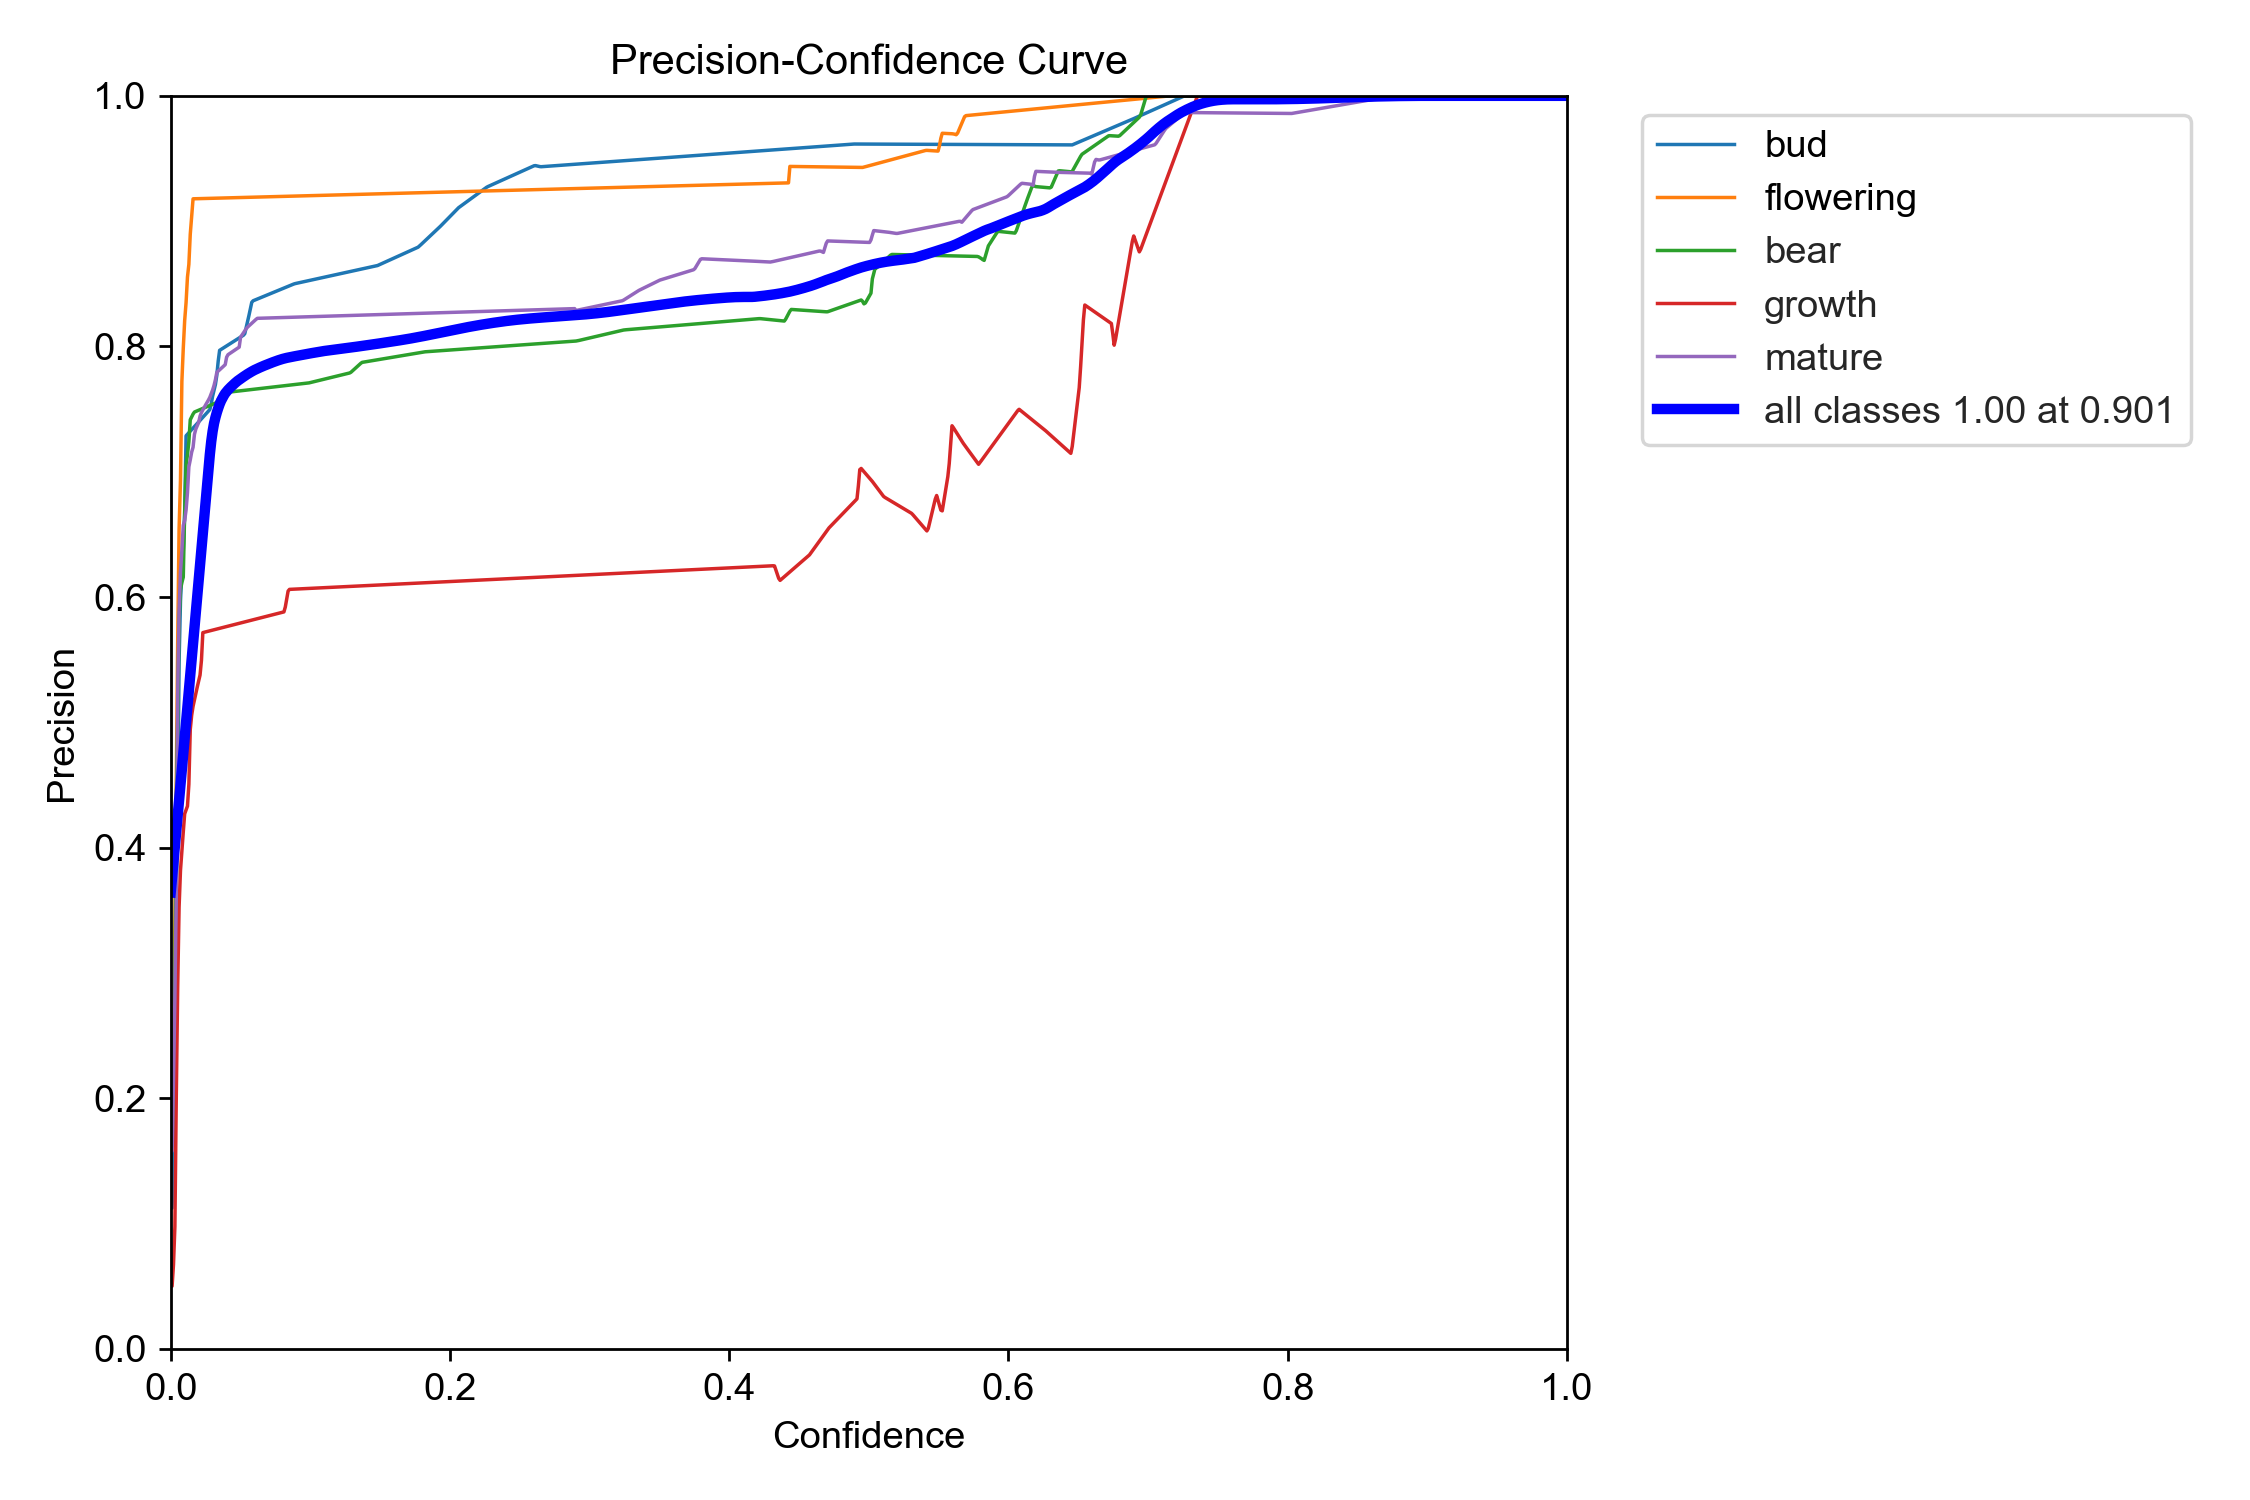 Precision-Confidence Curve
1.0
0.8
0.6
0.4
0.2
0.0
Precision
0.0 0.2 0.4 0.6 0.8 1.0
Confidence
bud
flowering
bear
growth
mature
all classes 1.00 at 0.901